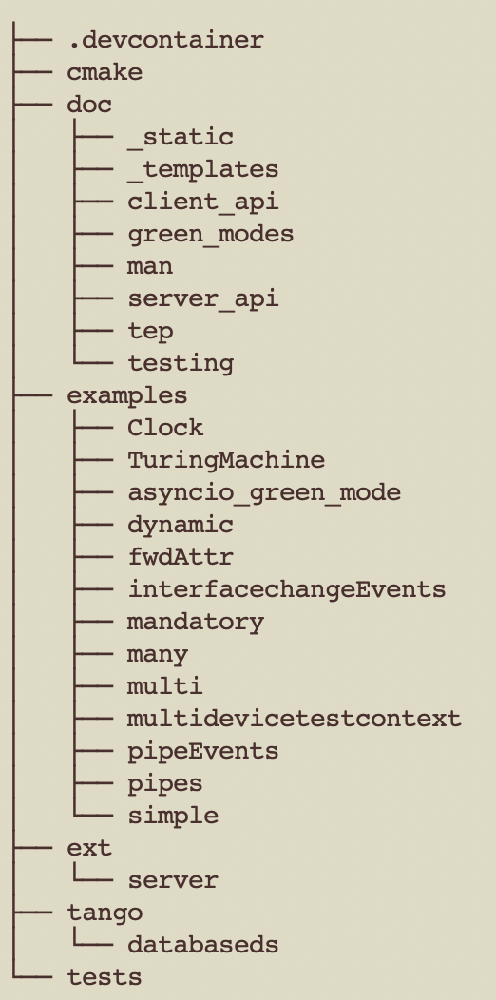 ├── .devcontainer
├── cmake
├── doc
│   ├── _static
│   ├── _templates
│   ├── client_api
│   ├── green_modes
│   ├── man
│   ├── server_api
│   ├── tep
│   └── testing
├── examples
│   ├── Clock
│   ├── TuringMachine
│   ├── asyncio_green_mode
│   ├── dynamic
│   ├── fwdAttr
│   ├── interfacechangeEvents
│   ├── mandatory
│   ├── many
│   ├── multi
│   ├── multidevicetestcontext
│   ├── pipeEvents
│   ├── pipes
│   └── simple
├── ext
│   └── server
├── tango
│   └── databaseds
└── tests